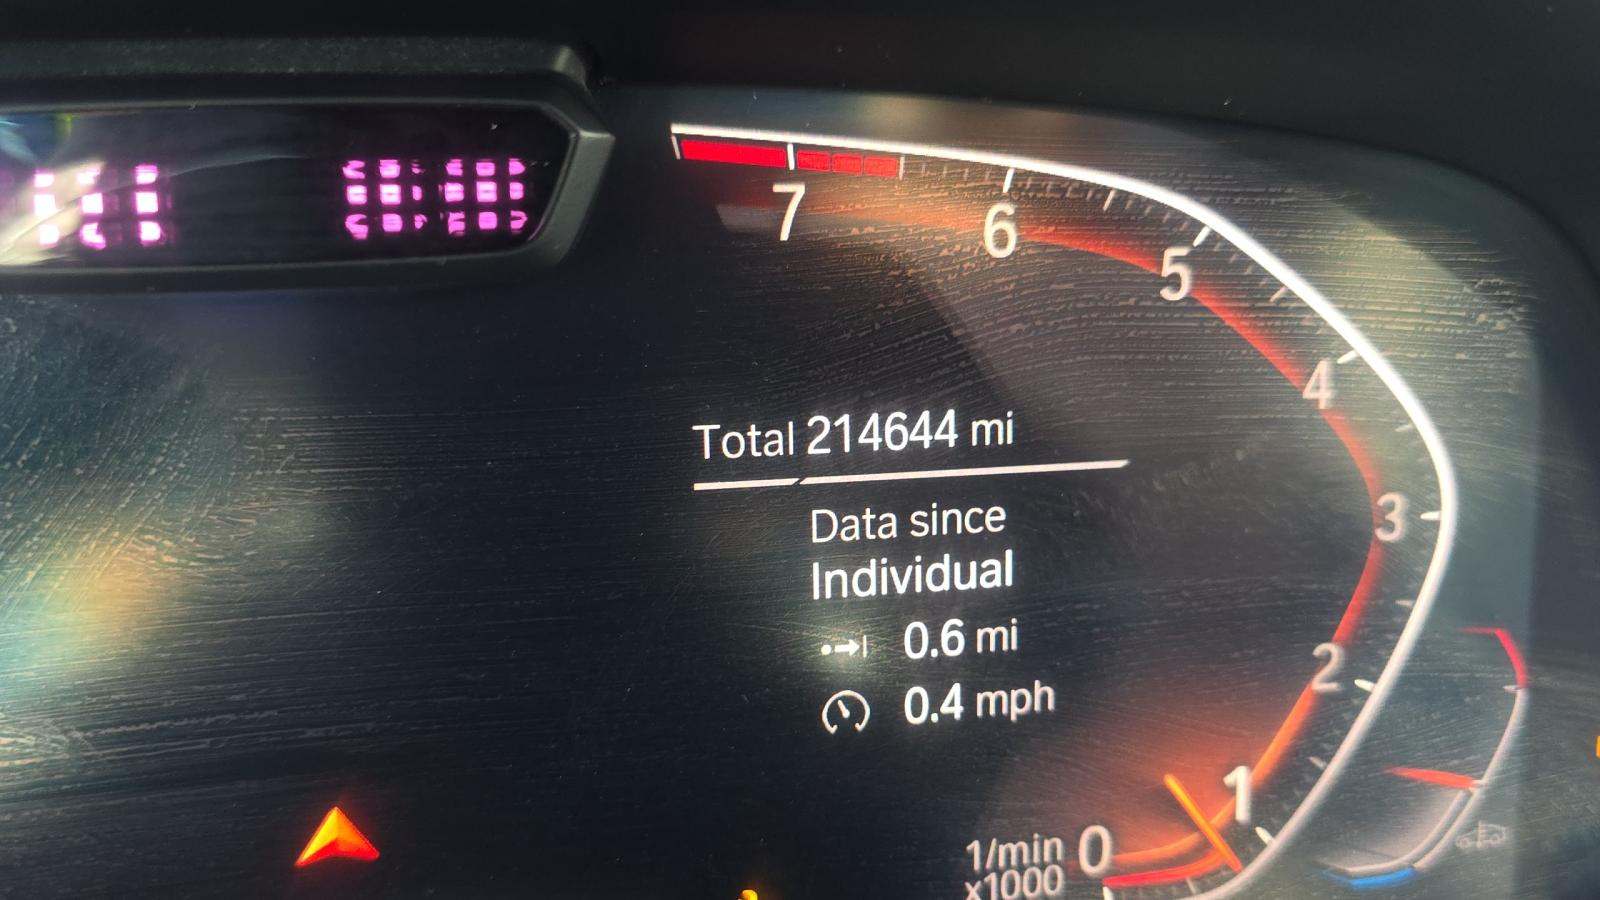 7
6
5
4
3
2
1
1/min 0
x1000
Total 214644 mi
Data since
Individual
0.6 mi
0.4 mph